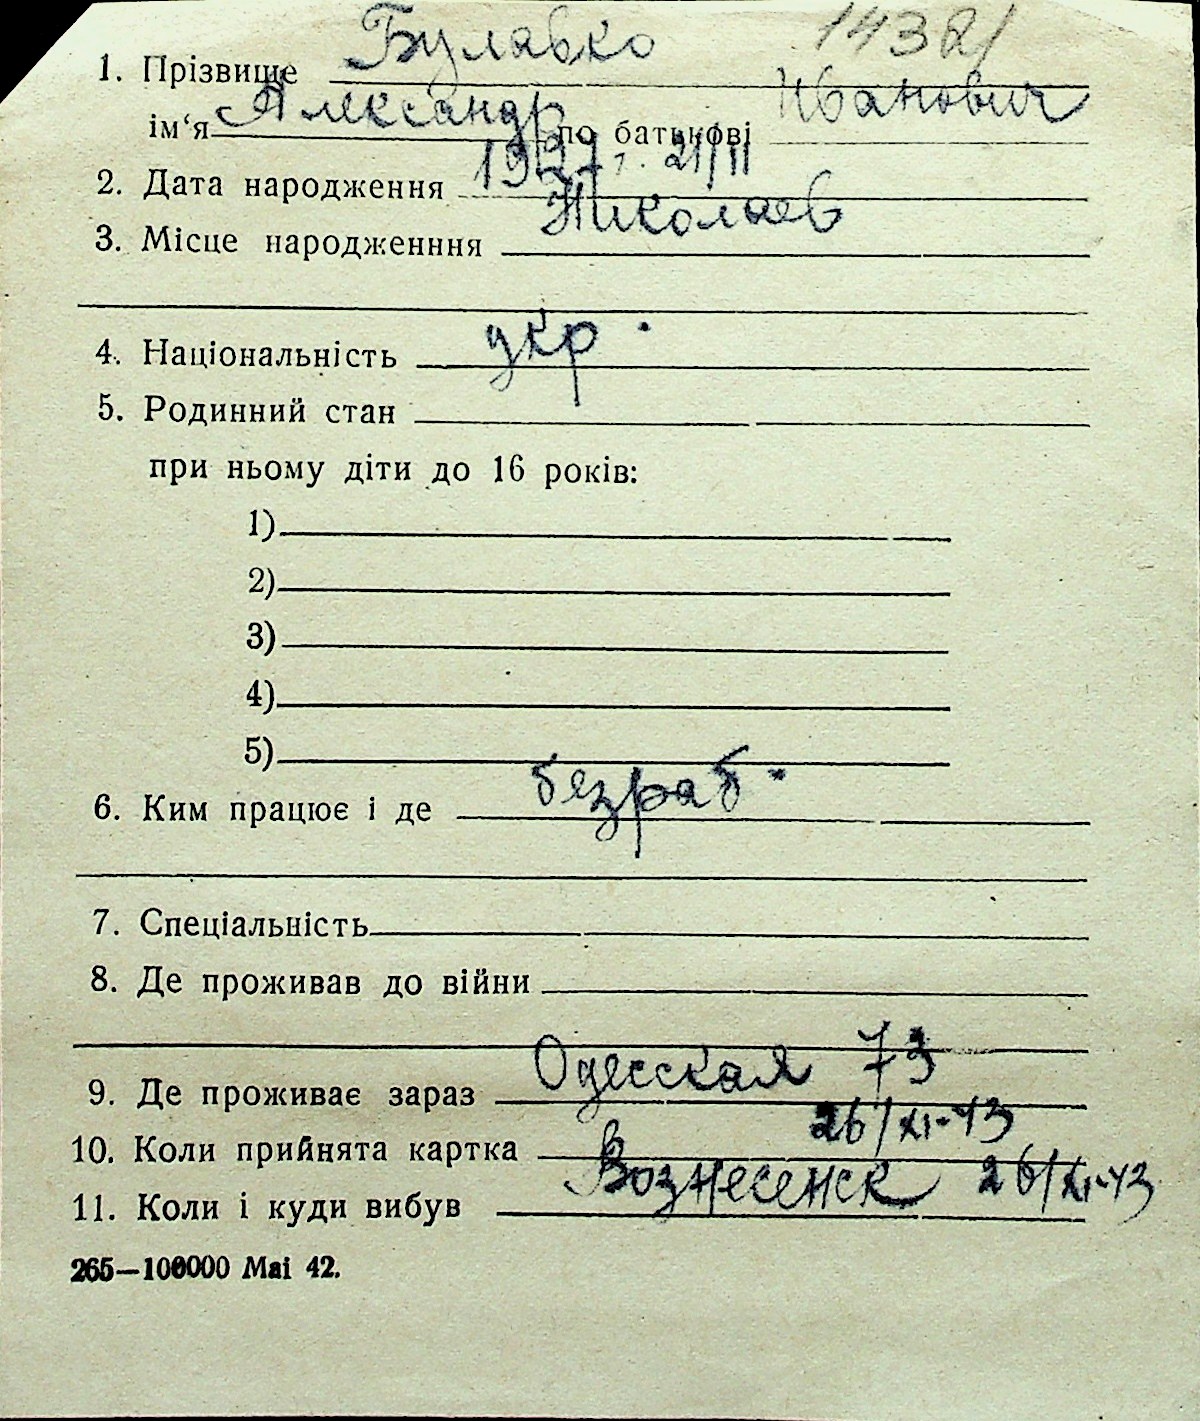 14321
1. Прізвище Булавко
ім‘я Александр по батькові Иванович
2. Дата народження 1927 г. 21/II
3. Місце народженння Николаев
4. Національність укр.
5. Родинний стан
при ньому діти до 16 років:
1)
2)
3)
4)
5)
6. Ким працює і де безраб.
7. Спеціальність
8. Де проживав до війни
9. Де проживає зараз Одесская 73
10. Коли прийнята картка 26/XI-43
11. Коли і куди вибув Вознесенск 26/XI-43
265—100000 Маі 42.